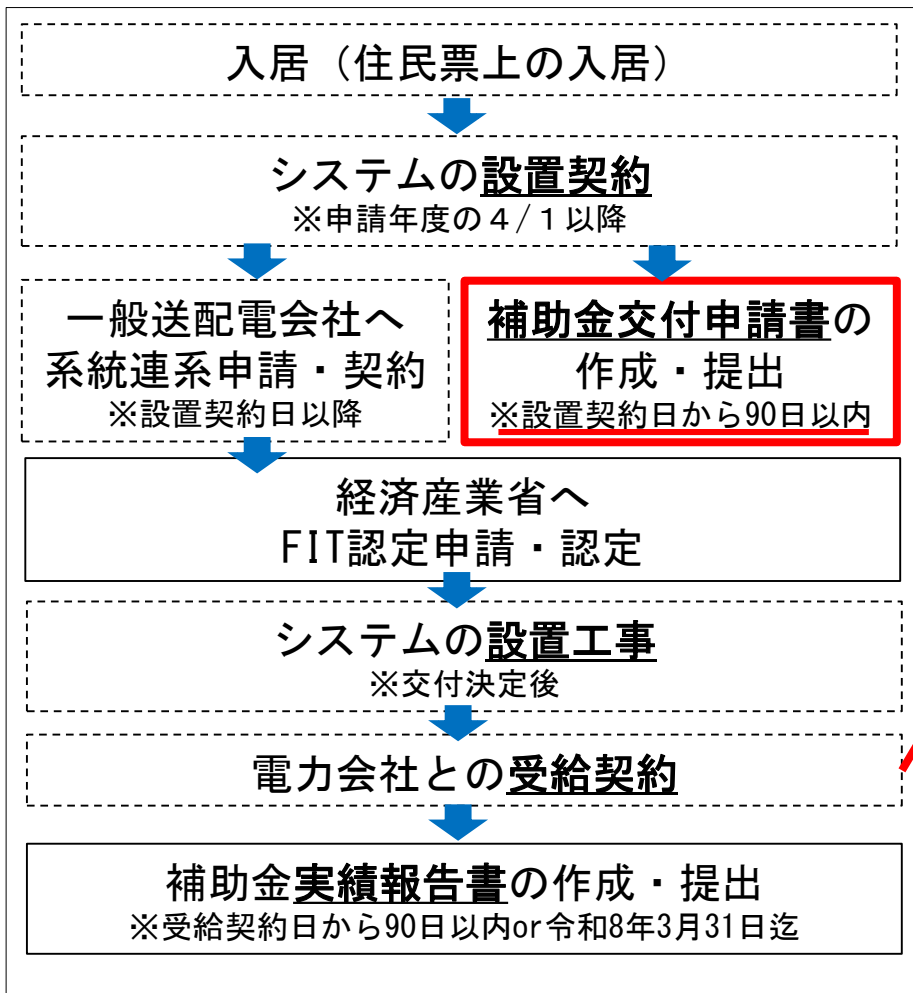 入居（住民票上の入居）
システムの設置契約
※申請年度の４/１以降
一般送配電会社へ
系統連系申請・契約
※設置契約日以降
補助金交付申請書の
作成・提出
※設置契約日から90日以内
経済産業省へ
FIT認定申請・認定
システムの設置工事
※交付決定後
電力会社との受給契約
補助金実績報告書の作成・提出
※受給契約日から90日以内or令和8年3月31日迄